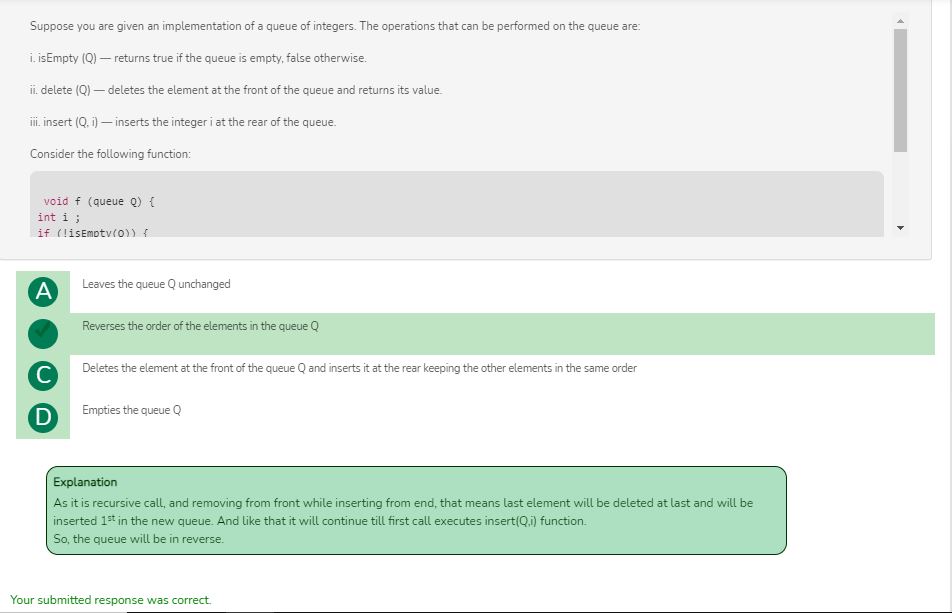 Suppose you are given an implementation of a queue of integers. The operations that can be performed on the queue are:
i. isEmpty (Q) — returns true if the queue is empty, false otherwise.
ii. delete (Q) — deletes the element at the front of the queue and returns its value.
iii. insert (Q, i) — inserts the integer i at the rear of the queue.
Consider the following function:
void f (queue Q) {
int i ;
if (!isEmpty(Q)) {
A
Leaves the queue Q unchanged
Reverses the order of the elements in the queue Q
C
Deletes the element at the front of the queue Q and inserts it at the rear keeping the other elements in the same order
D
Empties the queue Q
Explanation
As it is recursive call, and removing from front while inserting from end, that means last element will be deleted at last and will be
inserted 1st in the new queue. And like that it will continue till first call executes insert(Q,i) function.
So, the queue will be in reverse.
Your submitted response was correct.